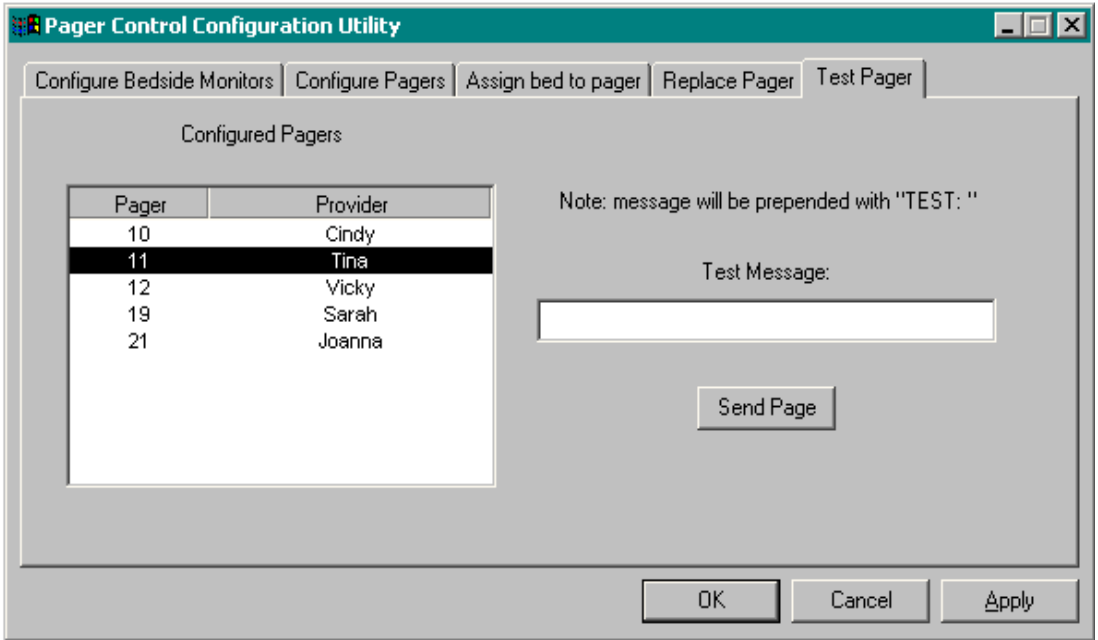 Pager Control Configuration Utility
Configure Bedside Monitors Configure Pagers Assign bed to pager Replace Pager Test Pager
Configured Pagers
Pager Provider
10 Cindy
11 Tina
12 Vicky
19 Sarah
21 Joanna
Note: message will be prepended with "TEST: "
Test Message:
Send Page
OK Cancel Apply